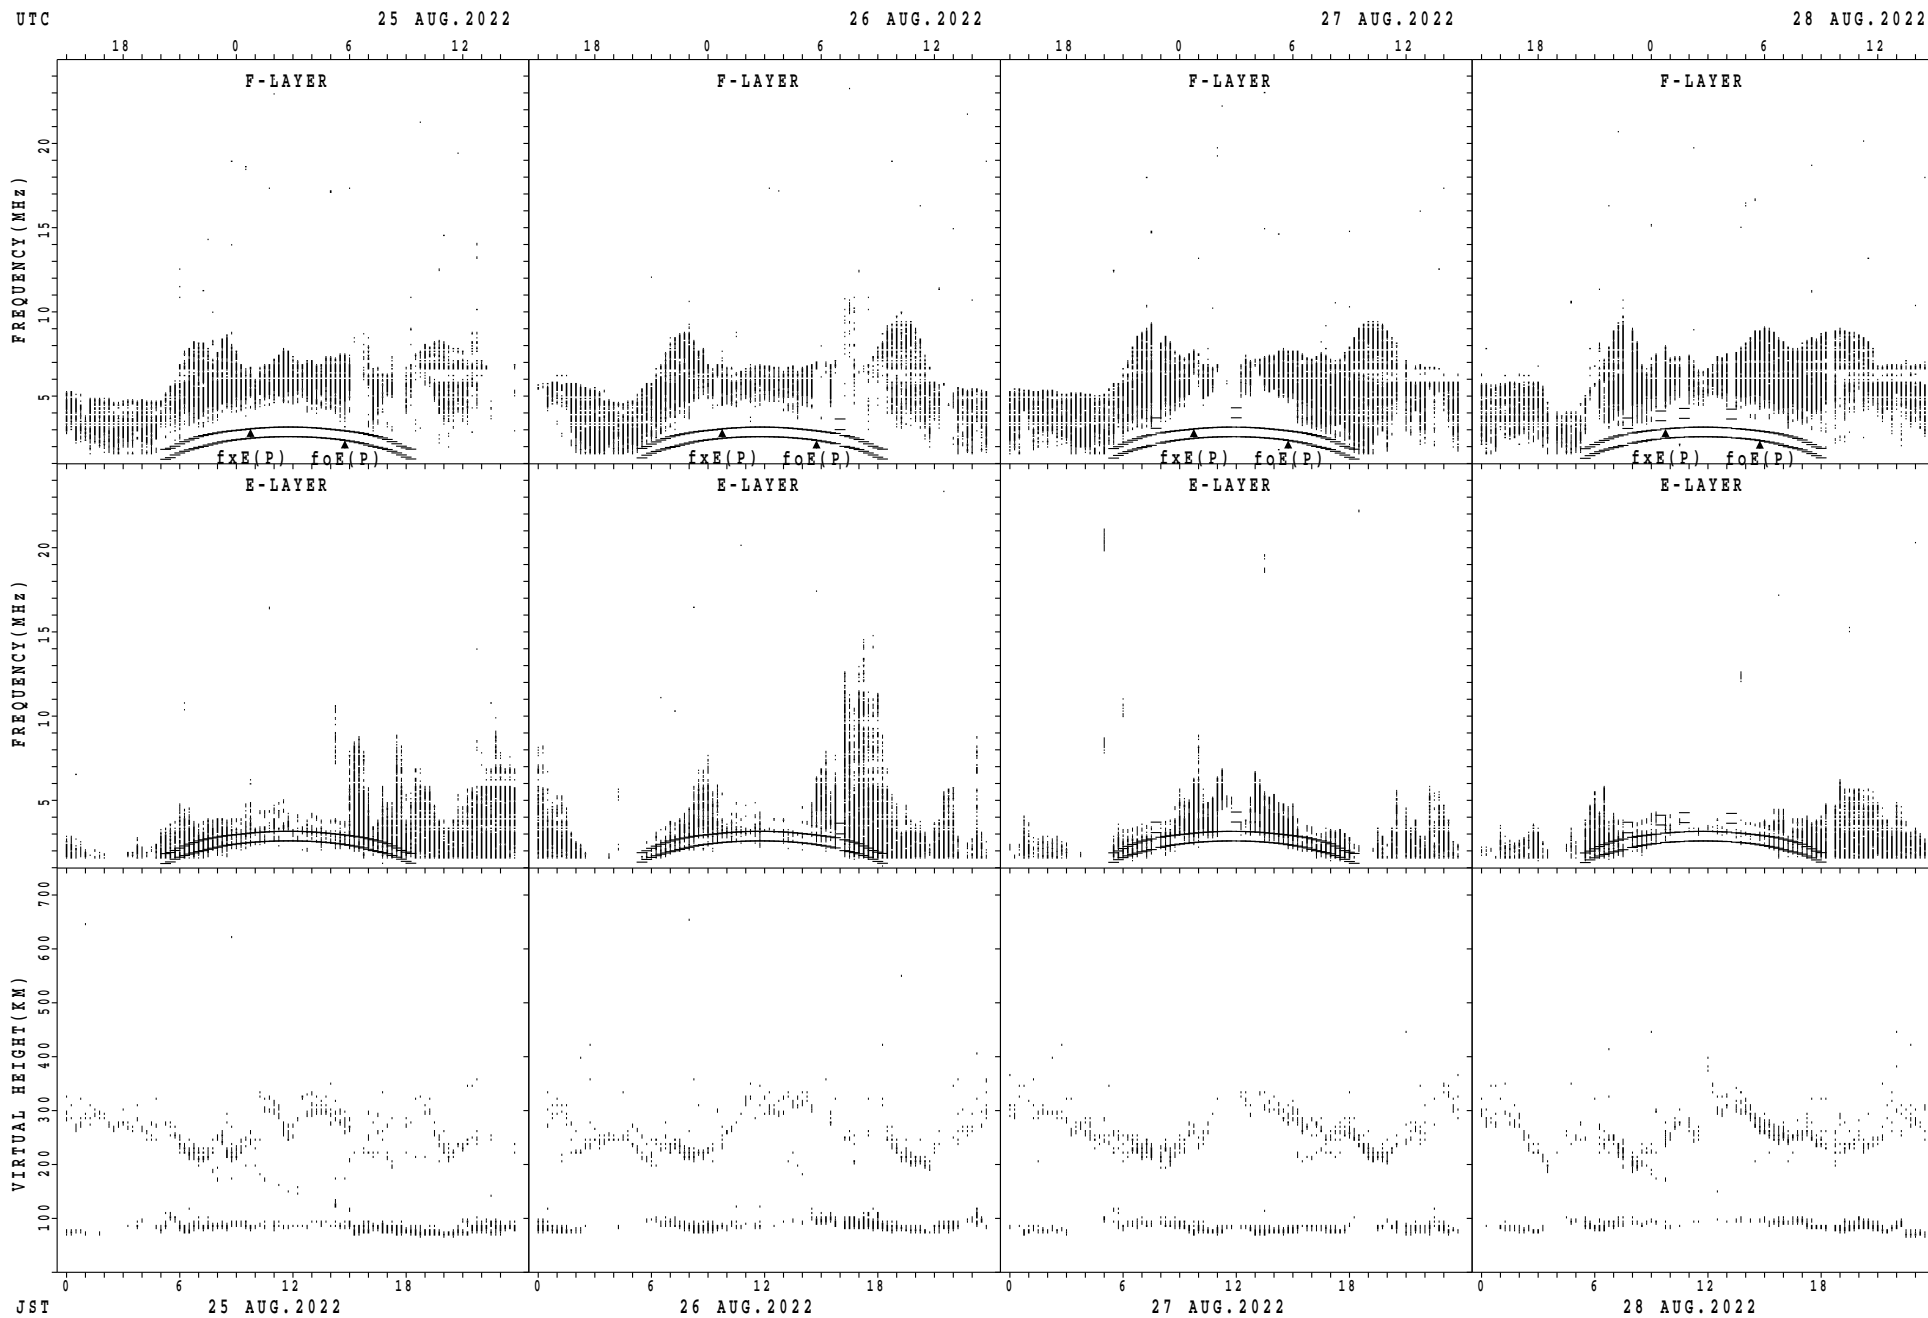 UTC 25 AUG.2022 26 AUG.2022 27 AUG.2022 28 AUG.2022
18 0 6 12 18 0 6 12 18 0 6 12 18 0 6 12
F-LAYER F-LAYER F-LAYER F-LAYER
FREQUENCY(MHz)
20
15
10
5
fxE(P) foE(P) fxE(P) foE(P) fxE(P) foE(P) fxE(P) foE(P)
E-LAYER E-LAYER E-LAYER E-LAYER
FREQUENCY(MHz)
20
15
10
5
VIRTUAL HEIGHT(KM)
700
600
500
400
300
200
100
0 6 12 18 0 6 12 18 0 6 12 18 0 6 12 18
JST 25 AUG.2022 26 AUG.2022 27 AUG.2022 28 AUG.2022